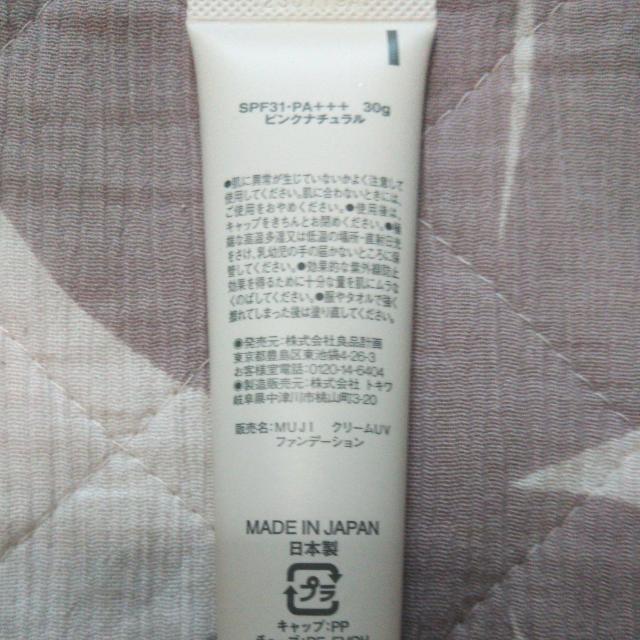 SPF31・PA+++ 30g
ピンクナチュラル
●肌に異常が生じていないかよく注意して
使用してください。肌に合わないときは、
ご使用をおやめください。●使用後は
キャップをきちんと閉めください。●極
端な高温多湿又は低温の場所・直射日光
をさけ、乳幼児の手の届かないところに保
管してください。●効果的な紫外線防止
効果を得るために十分な量を肌にムラな
くのばしてください。●服やタオルで強く
擦れてしまった後は塗り直してください。
●発売元:株式会社良品計画
東京都豊島区東池袋4-26-3
お客様室電話:0120-14-6404
●製造販売元:株式会社 トキワ
岐阜県中津川市桃山町3-20
販売名:MUJI クリームUV
ファンデーション
MADE IN JAPAN
日本製
プラ
キャップ:PP